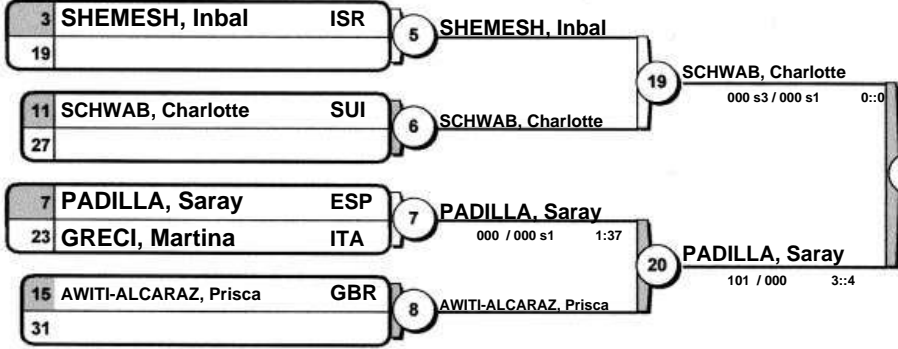 3 SHEMESH, Inbal ISR
19
5 SHEMESH, Inbal
11 SCHWAB, Charlotte SUI
27
6 SCHWAB, Charlotte
19 SCHWAB, Charlotte
000 s3 / 000 s1 0::0
7 PADILLA, Saray ESP
23 GRECI, Martina ITA
7 PADILLA, Saray
000 / 000 s1 1:37
15 AWITI-ALCARAZ, Prisca GBR
31
8 AWITI-ALCARAZ, Prisca
20 PADILLA, Saray
101 / 000 3::4